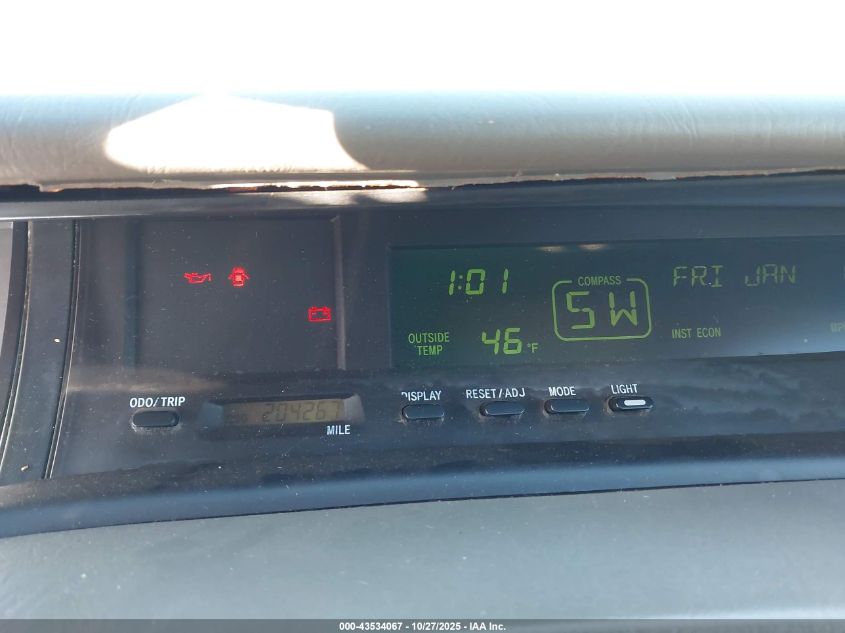 1:01
COMPASS
SW
FRI JAN
OUTSIDE
TEMP
46°F
INST ECON
ODO/TRIP
204267
MILE
DISPLAY
RESET/ADJ
MODE
LIGHT
000-43534067 - 10/27/2025 - IAA Inc.